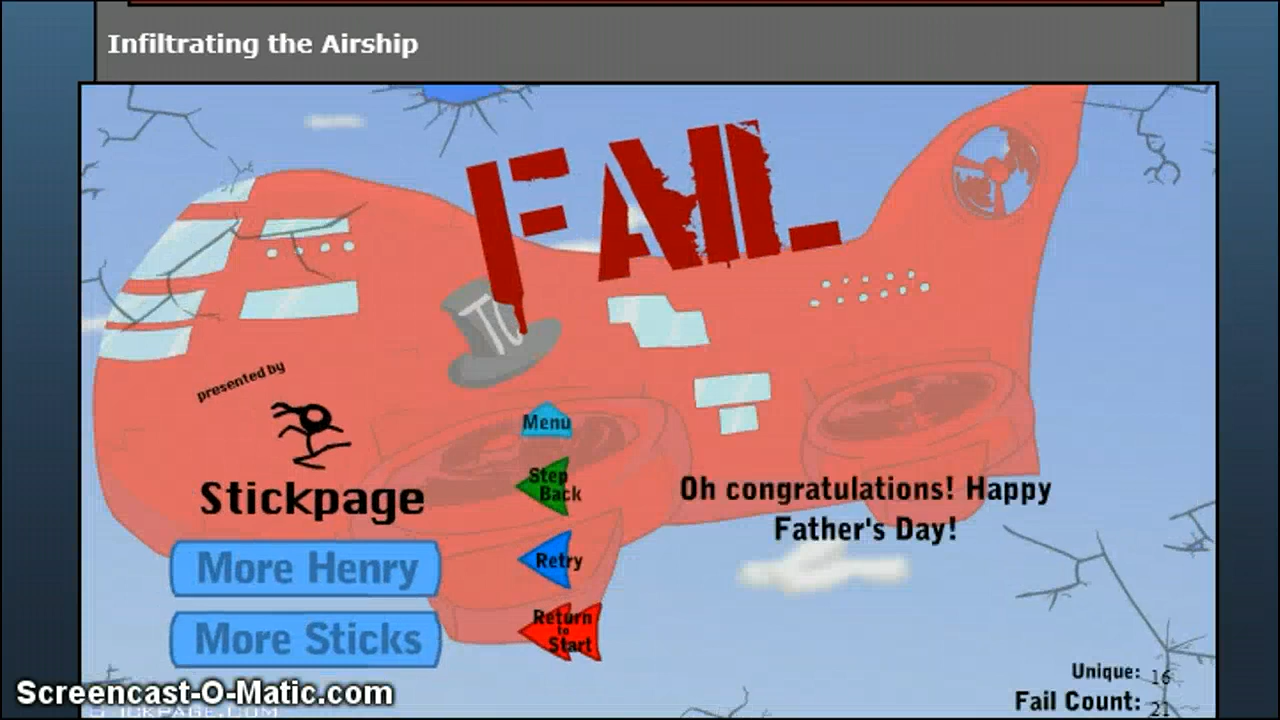 Infiltrating the Airship
FAIL
presented by
Stickpage
More Henry
More Sticks
Menu
Step
Back
Retry
Return
to
Start
Oh congratulations! Happy
Father's Day!
Unique: 16
Fail Count: 21
Screencast-O-Matic.com